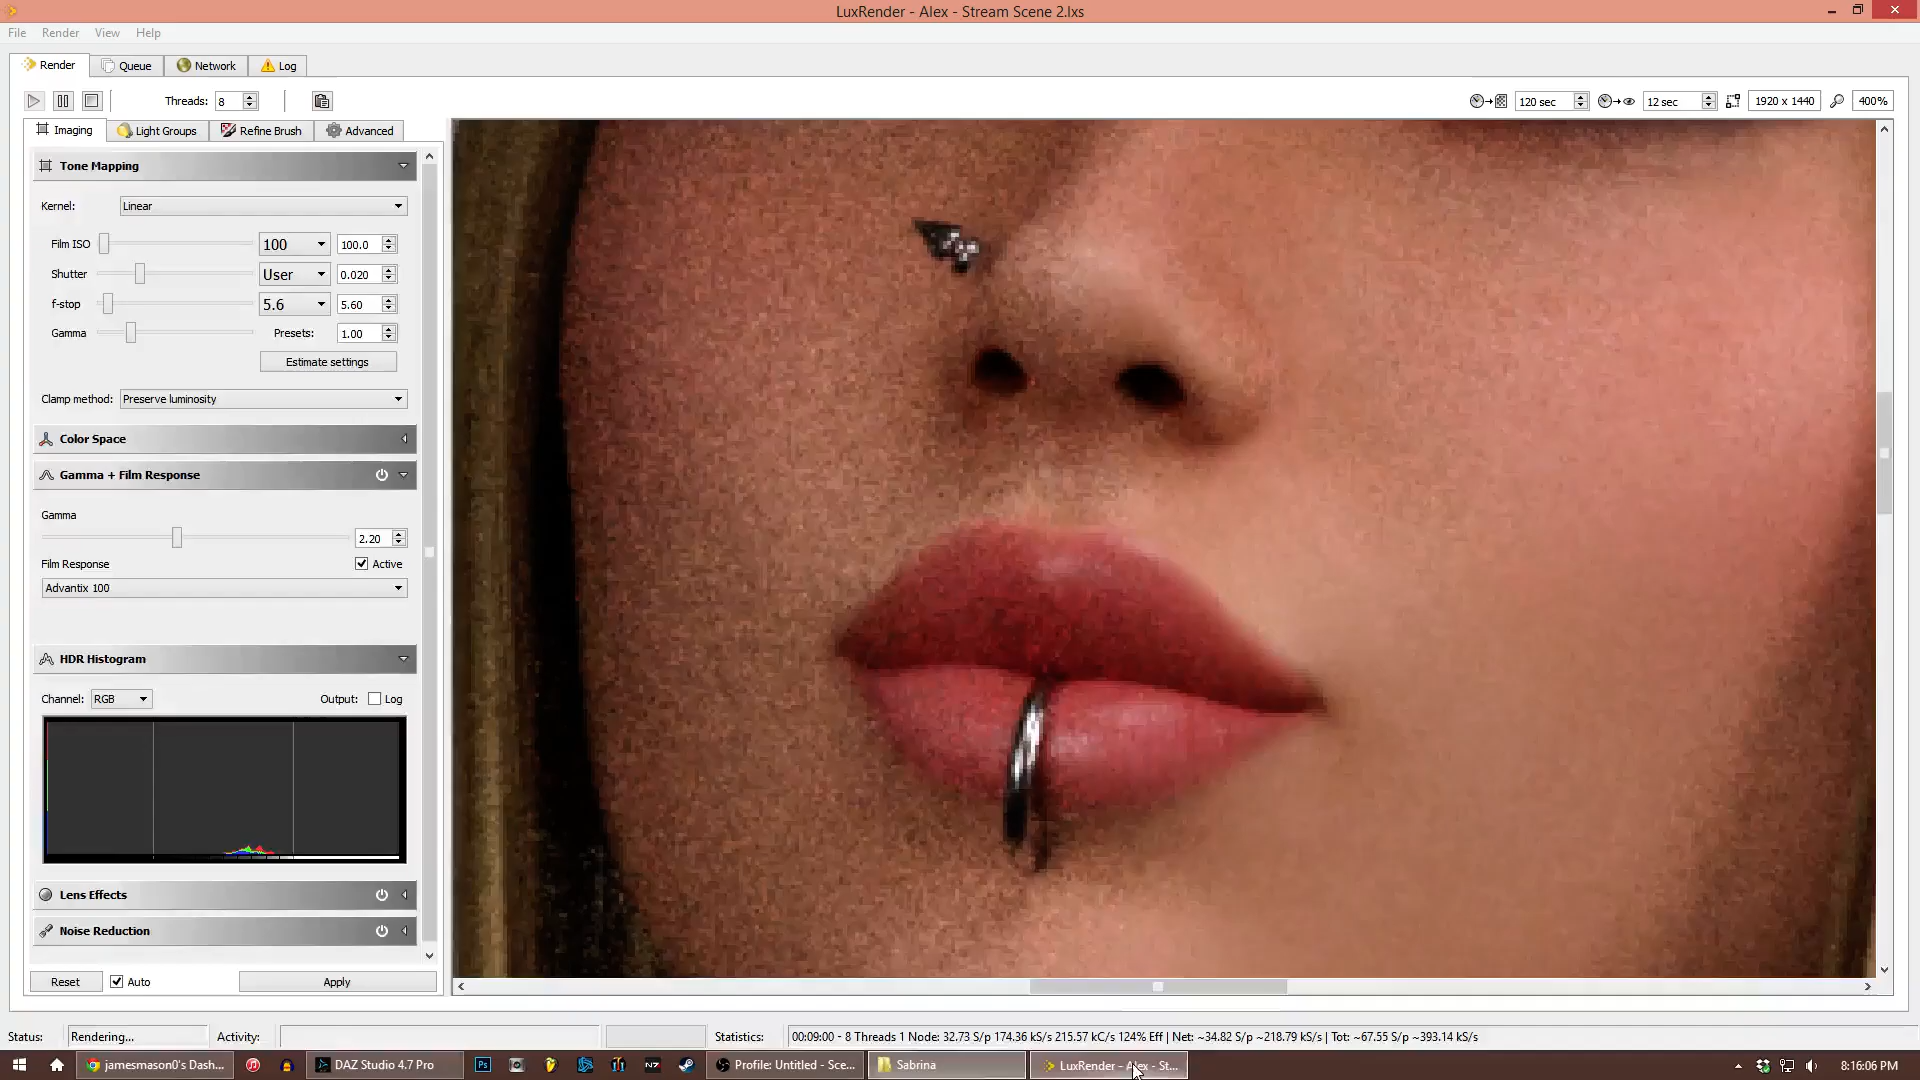 LuxRender - Alex - Stream Scene 2.lxs
File Render View Help
Render Queue Network Log
Threads: 8 120 sec 12 sec 1920 x 1440 400%
Imaging Light Groups Refine Brush Advanced
Tone Mapping
Kernel: Linear
Film ISO 100 100.0
Shutter User 0.020
f-stop 5.6 5.60
Gamma Presets: 1.00
Estimate settings
Clamp method: Preserve luminosity
Color Space
Gamma + Film Response
Gamma
2.20
Film Response Active
Advantix 100
HDR Histogram
Channel: RGB Output: Log
Lens Effects
Noise Reduction
Reset Auto Apply
Status: Rendering... Activity: Statistics: 00:09:00 - 8 Threads 1 Node: 32.73 S/p 174.36 kS/s 215.57 kC/s 124% Eff | Net: ~34.82 S/p ~218.79 kS/s | Tot: ~67.55 S/p ~393.14 kS/s
jamesmason0's Dash... DAZ Studio 4.7 Pro Ps N7 Profile: Untitled - Sce... Sabrina LuxRender - Alex - St... 8:16:06 PM